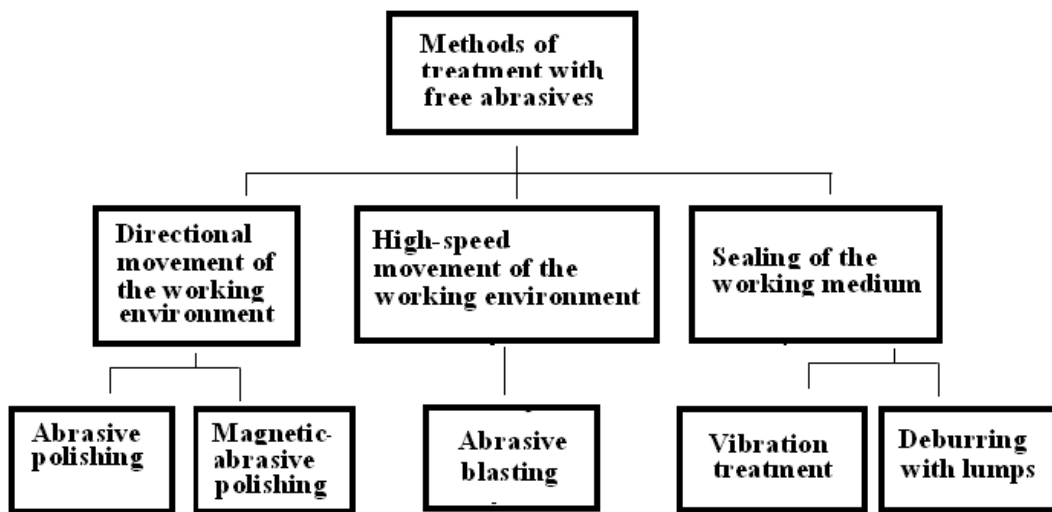 Methods of
treatment with
free abrasives
Directional
movement of
the working
environment
High-speed
movement of the
working environment
Sealing of the
working medium
Abrasive
polishing
Magnetic-
abrasive
polishing
Abrasive
blasting
Vibration
treatment
Deburring
with lumps